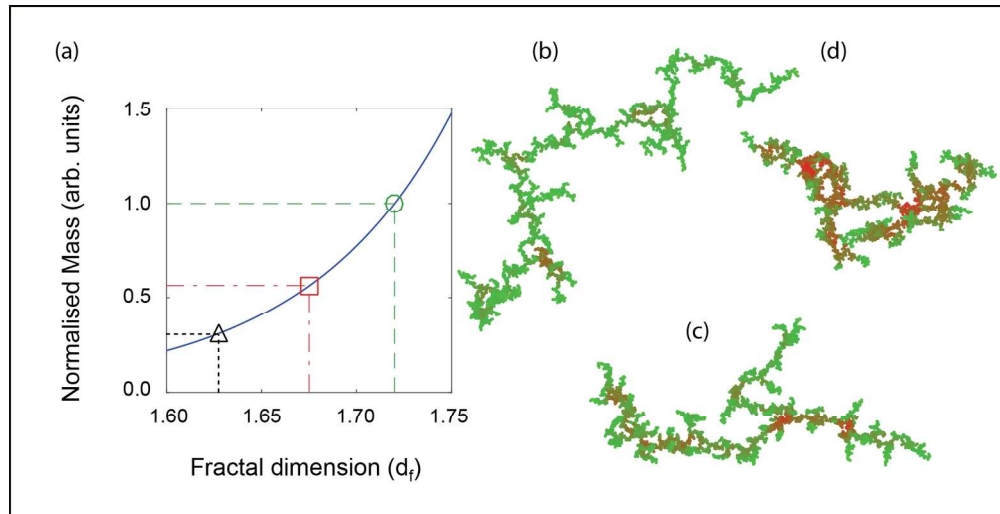 (a)
(b)
(d)
Normalised Mass (arb. units)
1.5
1.0
0.5
0.0
1.60
1.65
1.70
1.75
Fractal dimension (df)
(c)